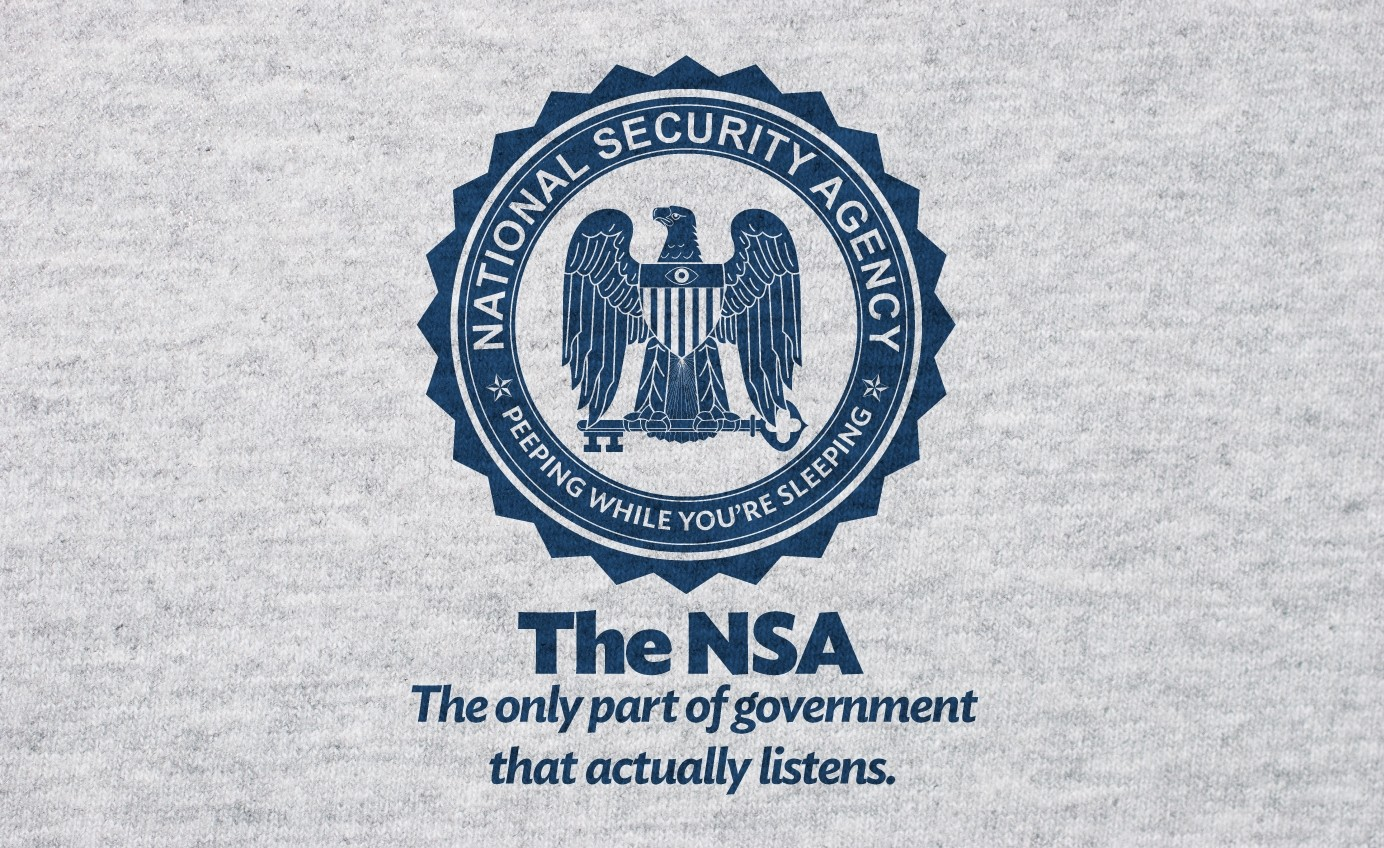 NATIONAL SECURITY AGENCY
PEEPING WHILE YOU'RE SLEEPING
The NSA
The only part of government
that actually listens.